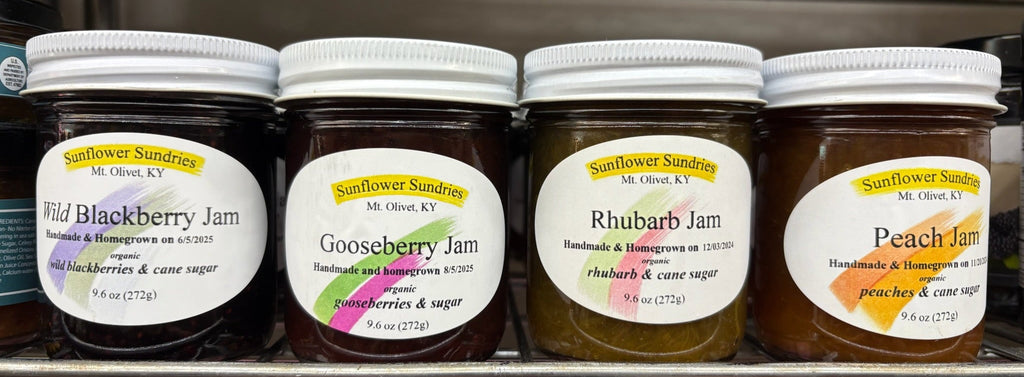 Sunflower Sundries
Mt. Olivet, KY
Wild Blackberry Jam
Handmade & Homegrown on 6/5/2025
organic
wild blackberries & cane sugar
9.6 oz (272g)
Sunflower Sundries
Mt. Olivet, KY
Gooseberry Jam
Handmade and homegrown 8/5/2025
organic
gooseberries & sugar
9.6 oz (272g)
Sunflower Sundries
Mt. Olivet, KY
Rhubarb Jam
Handmade & Homegrown on 12/03/2024
organic
rhubarb & cane sugar
9.6 oz (272g)
Sunflower Sundries
Mt. Olivet, KY
Peach Jam
Handmade & Homegrown on
organic
peaches & cane sugar
9.6 oz (272g)